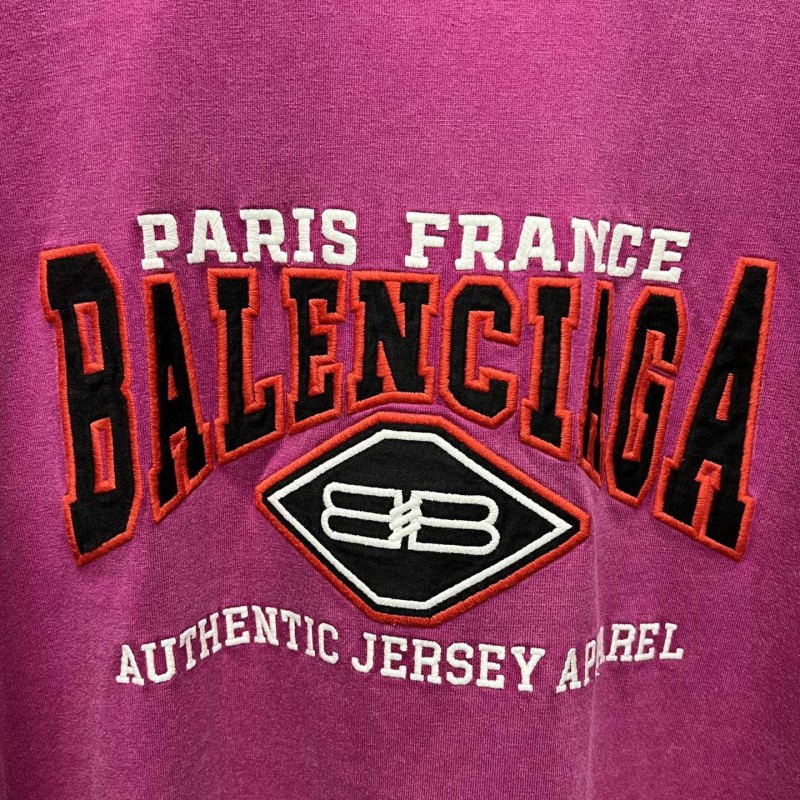 PARIS FRANCE
BALENCIAGA
BB
AUTHENTIC JERSEY APPAREL